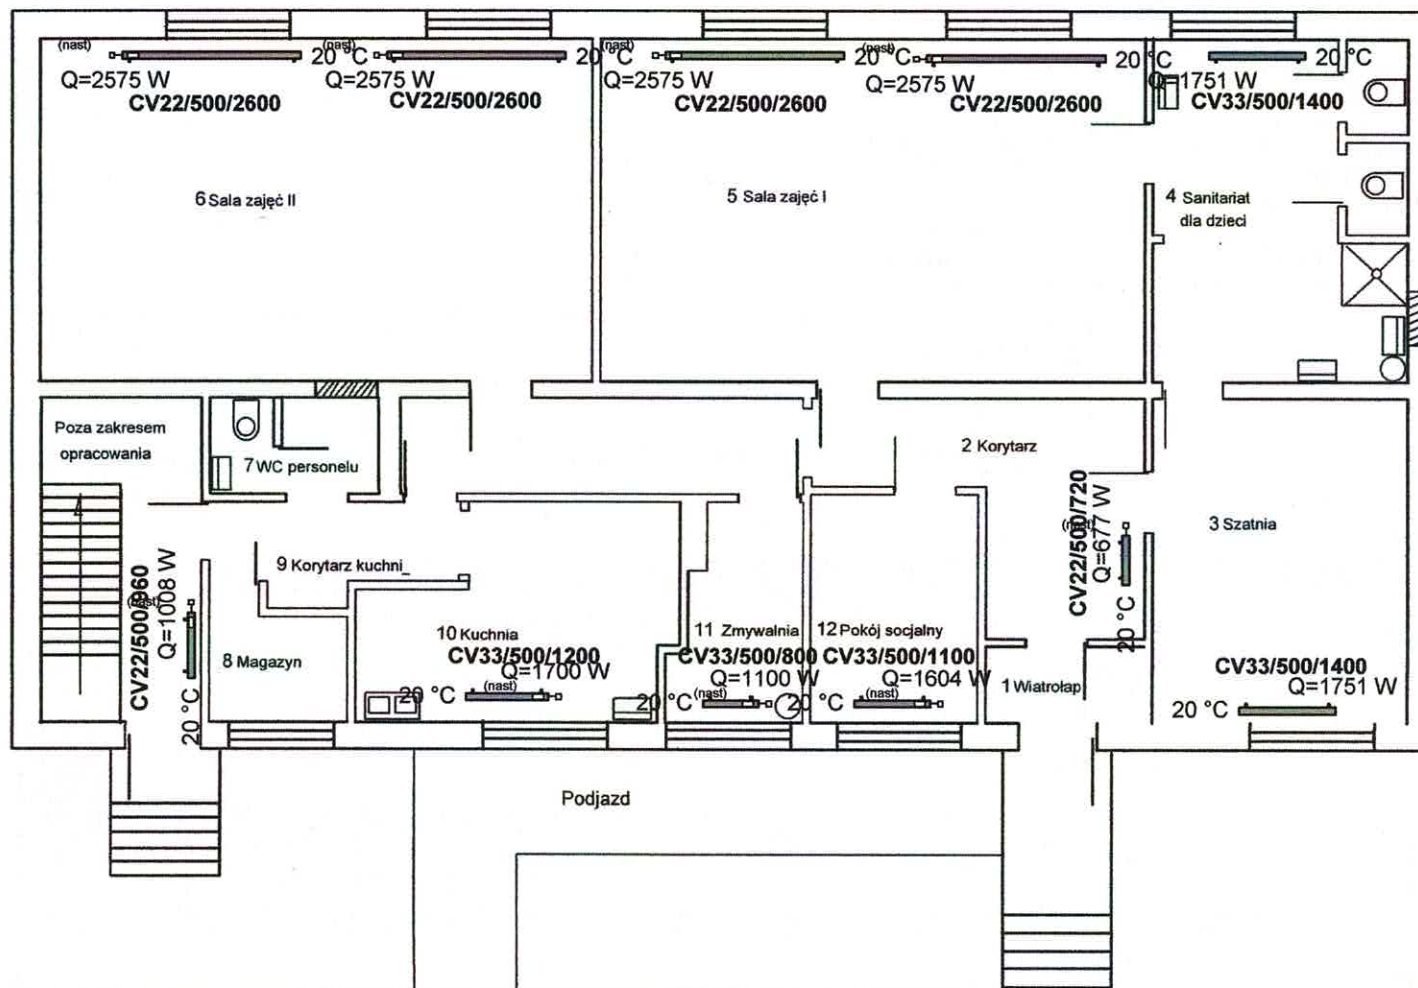 (nast)
20 °C
Q=2575 W
CV22/500/2600
(nast)
20 °C
Q=2575 W
CV22/500/2600
(nast)
20 °C
Q=2575 W
CV22/500/2600
(nast)
20 °C
Q=2575 W
CV22/500/2600
20 °C
Q=1751 W
CV33/500/1400
6 Sala zajęć II
5 Sala zajęć I
4 Sanitariat
dla dzieci
Poza zakresem
opracowania
7 WC personelu
2 Korytarz
3 Szatnia
CV22/500/720
Q=677 W
(nast)
20 °C
9 Korytarz kuchni_
CV22/500/960
Q=1008 W
(nast)
20 °C
8 Magazyn
10 Kuchnia
CV33/500/1200
Q=1700 W
20 °C
(nast)
11 Zmywalnia
CV33/500/800
Q=1100 W
20 °C
(nast)
12 Pokój socjalny
CV33/500/1100
Q=1604 W
20 °C
(nast)
1 Wiatrołap
CV33/500/1400
Q=1751 W
20 °C
Podjazd